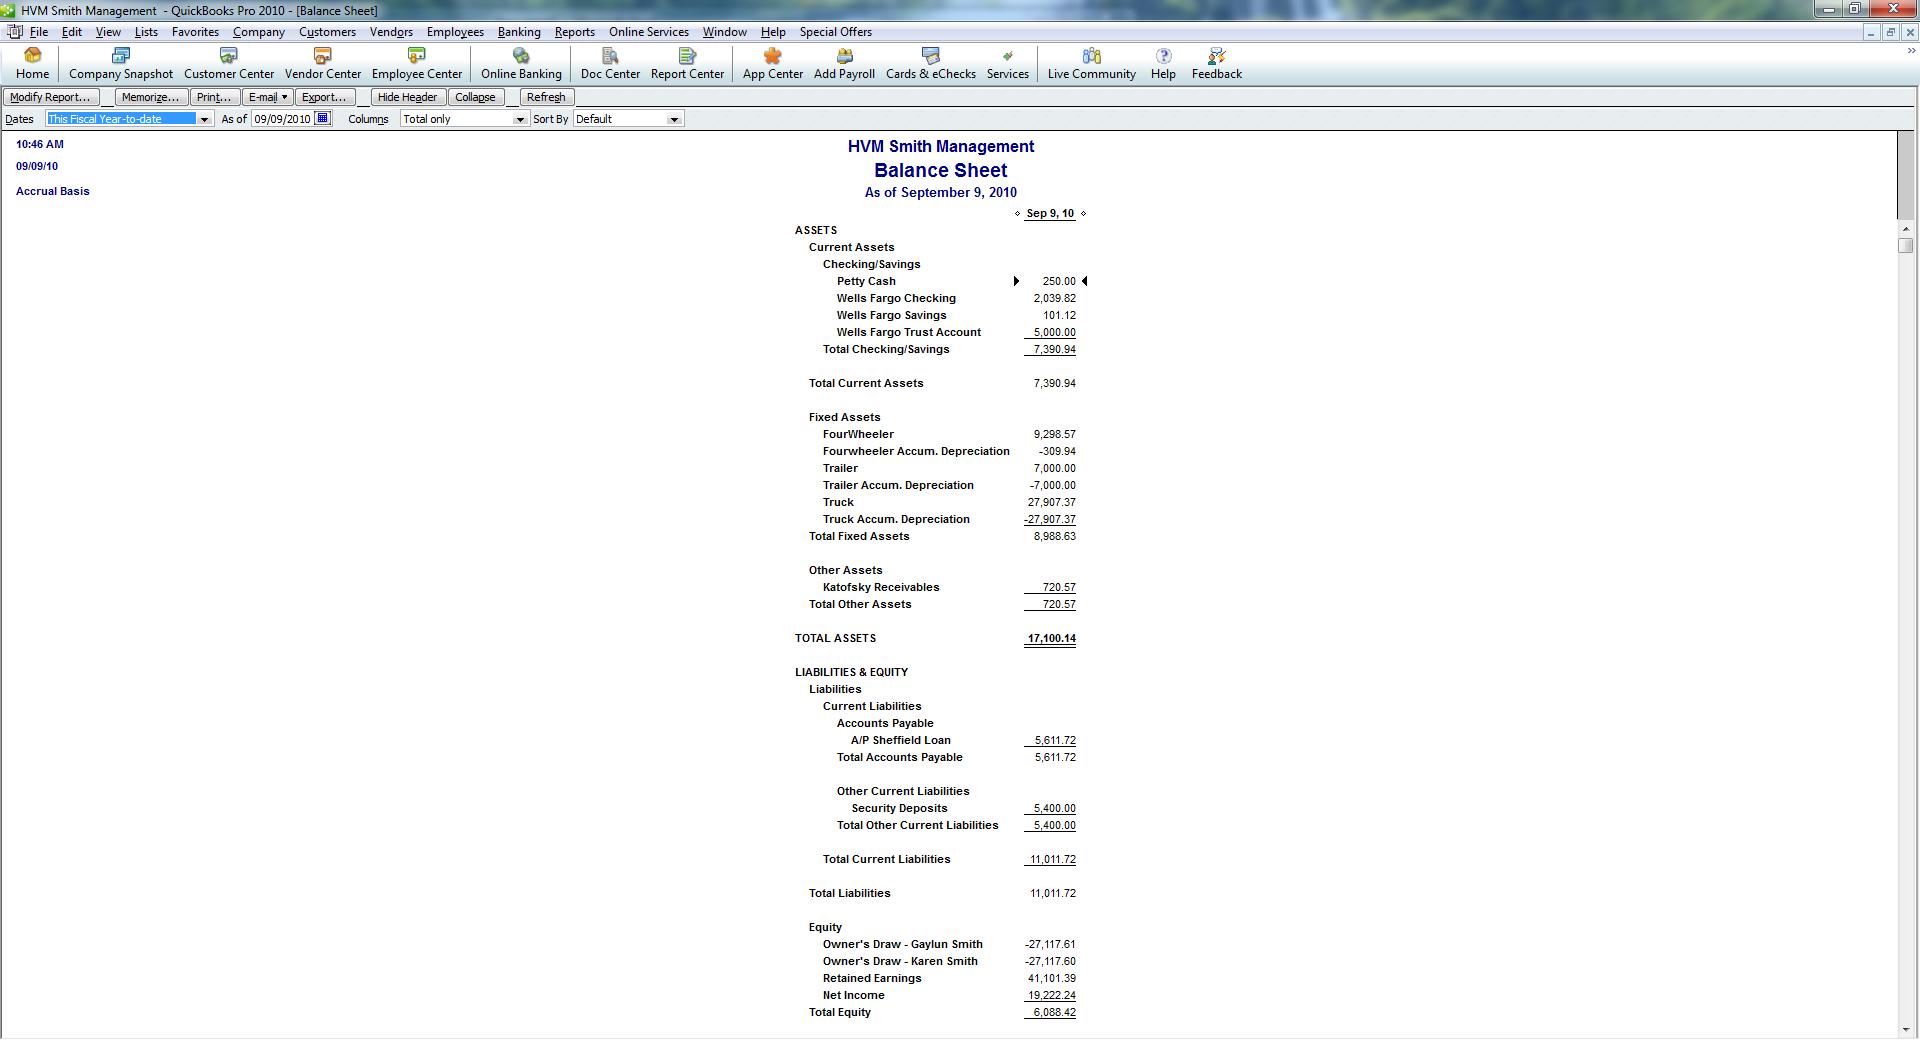 HVM Smith Management - QuickBooks Pro 2010 - [Balance Sheet]
File Edit View Lists Favorites Company Customers Vendors Employees Banking Reports Online Services Window Help Special Offers
Home Company Snapshot Customer Center Vendor Center Employee Center Online Banking Doc Center Report Center App Center Add Payroll Cards & eChecks Services Live Community Help Feedback
Modify Report... Memorize... Print... E-mail Export... Hide Header Collapse Refresh
Dates This Fiscal Year-to-date As of 09/09/2010 Columns Total only Sort By Default
10:46 AM
09/09/10
Accrual Basis
HVM Smith Management
Balance Sheet
As of September 9, 2010
Sep 9, 10
ASSETS
Current Assets
Checking/Savings
Petty Cash 250.00
Wells Fargo Checking 2,039.82
Wells Fargo Savings 101.12
Wells Fargo Trust Account 5,000.00
Total Checking/Savings 7,390.94
Total Current Assets 7,390.94
Fixed Assets
FourWheeler 9,298.57
Fourwheeler Accum. Depreciation -309.94
Trailer 7,000.00
Trailer Accum. Depreciation -7,000.00
Truck 27,907.37
Truck Accum. Depreciation -27,907.37
Total Fixed Assets 8,988.63
Other Assets
Katofsky Receivables 720.57
Total Other Assets 720.57
TOTAL ASSETS 17,100.14
LIABILITIES & EQUITY
Liabilities
Current Liabilities
Accounts Payable
A/P Sheffield Loan 5,611.72
Total Accounts Payable 5,611.72
Other Current Liabilities
Security Deposits 5,400.00
Total Other Current Liabilities 5,400.00
Total Current Liabilities 11,011.72
Total Liabilities 11,011.72
Equity
Owner's Draw - Gaylun Smith -27,117.61
Owner's Draw - Karen Smith -27,117.60
Retained Earnings 41,101.39
Net Income 19,222.24
Total Equity 6,088.42